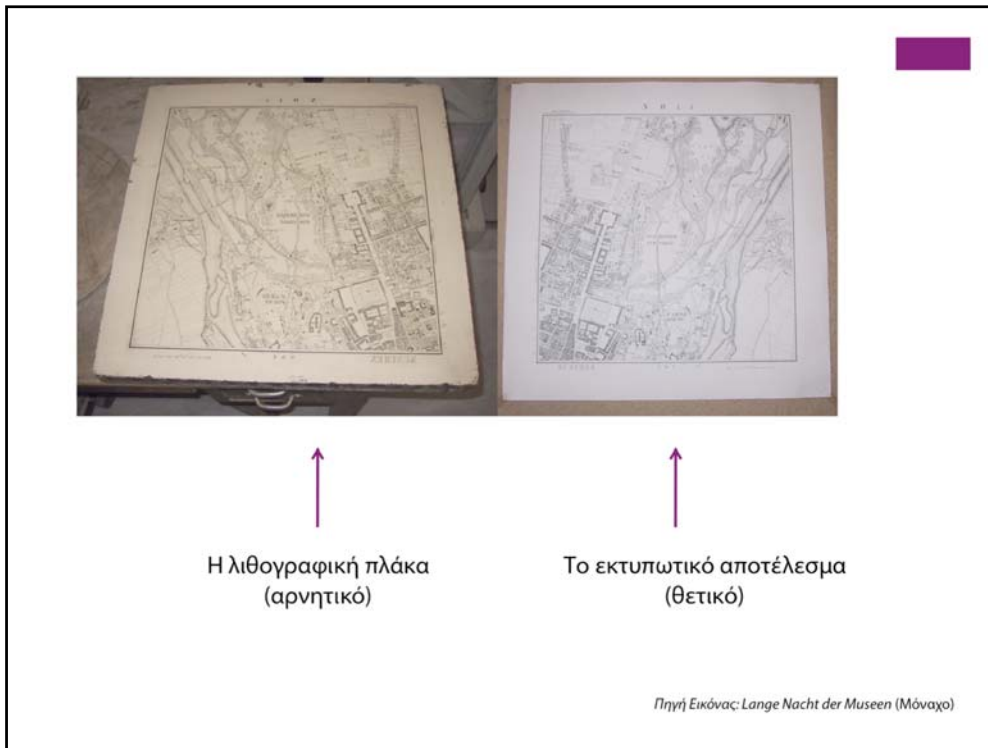 Η λιθογραφική πλάκα
(αρνητικό)
Το εκτυπωτικό αποτέλεσμα
(θετικό)
Πηγή Εικόνας: Lange Nacht der Museen (Μόναχο)